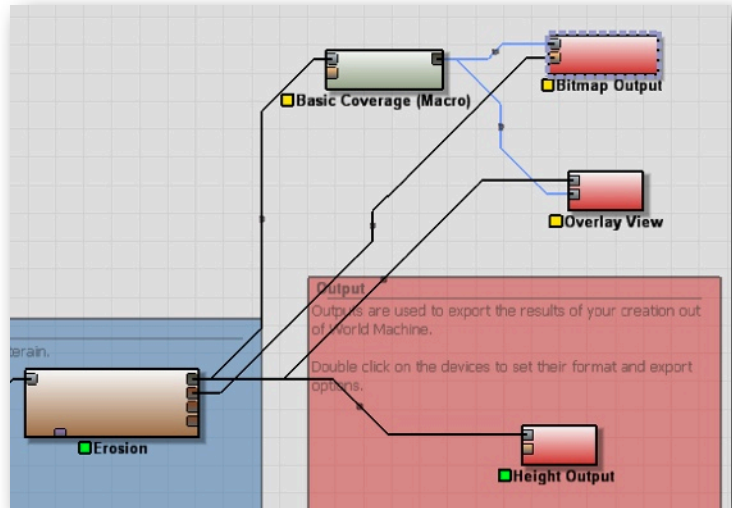 Bitmap Output
Basic Coverage (Macro)
Overlay View
Output
Outputs are used to export the results of your creation out
of World Machine.
Double click on the devices to set their format and export
options.
Erosion
Height Output